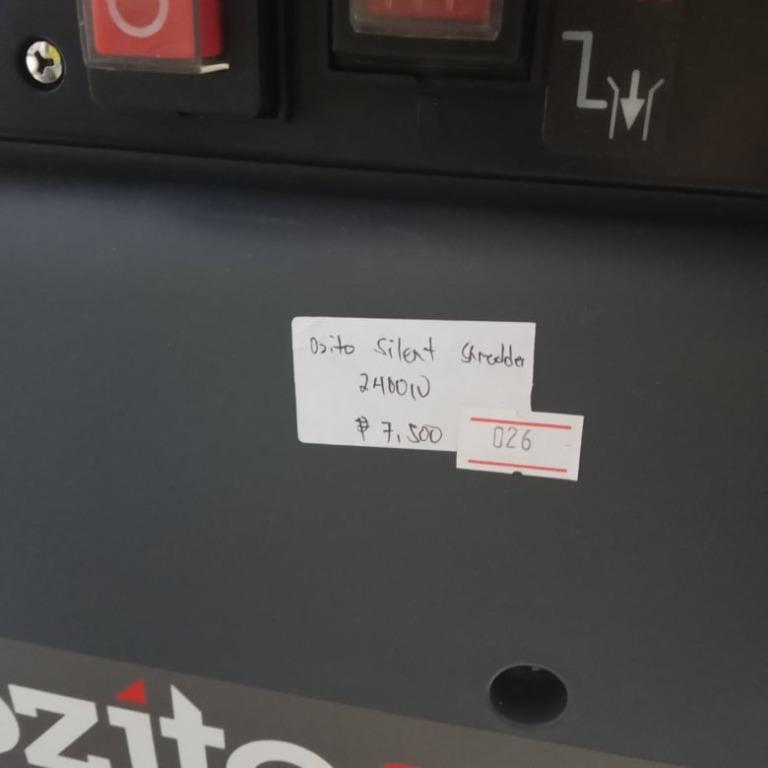 Ozito Silent Shredder
2400W
₱ 7,500
026
ozito